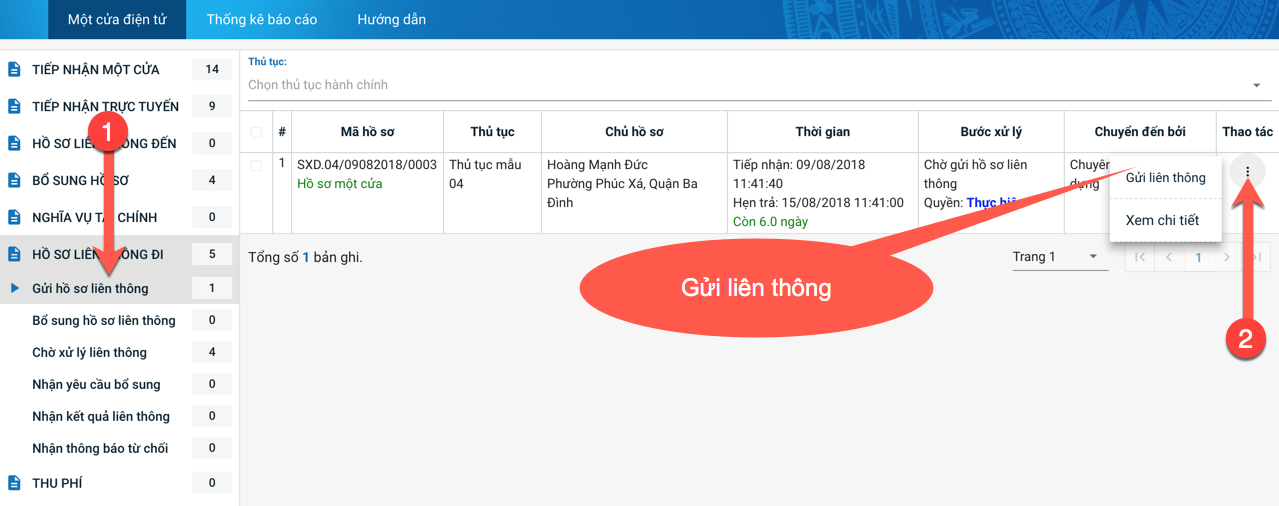 Một cửa điện tử Thống kê báo cáo Hướng dẫn
TIẾP NHẬN MỘT CỬA 14
TIẾP NHẬN TRỰC TUYẾN 9
1
HỒ SƠ LIÊN THÔNG ĐẾN 0
BỔ SUNG HỒ SƠ 4
NGHĨA VỤ TÀI CHÍNH 0
HỒ SƠ LIÊN THÔNG ĐI 5
Gửi hồ sơ liên thông 1
Bổ sung hồ sơ liên thông 0
Chờ xử lý liên thông 4
Nhận yêu cầu bổ sung 0
Nhận kết quả liên thông 0
Nhận thông báo từ chối 0
THU PHÍ 0
Thủ tục:
Chọn thủ tục hành chính
# Mã hồ sơ Thủ tục Chủ hồ sơ Thời gian Bước xử lý Chuyển đến bởi Thao tác
1 SXD.04/09082018/0003 Thủ tục mẫu Hoàng Mạnh Đức Tiếp nhận: 09/08/2018 Chờ gửi hồ sơ liên Chuyên
Hồ sơ một cửa 04 Phường Phúc Xá, Quận Ba 11:41:40 thông dựng
Đình Hẹn trả: 15/08/2018 11:41:00 Quyền: Thực hiện
Còn 6.0 ngày
Gửi liên thông
Xem chi tiết
Tổng số 1 bản ghi.
Trang 1 1
Gửi liên thông
2